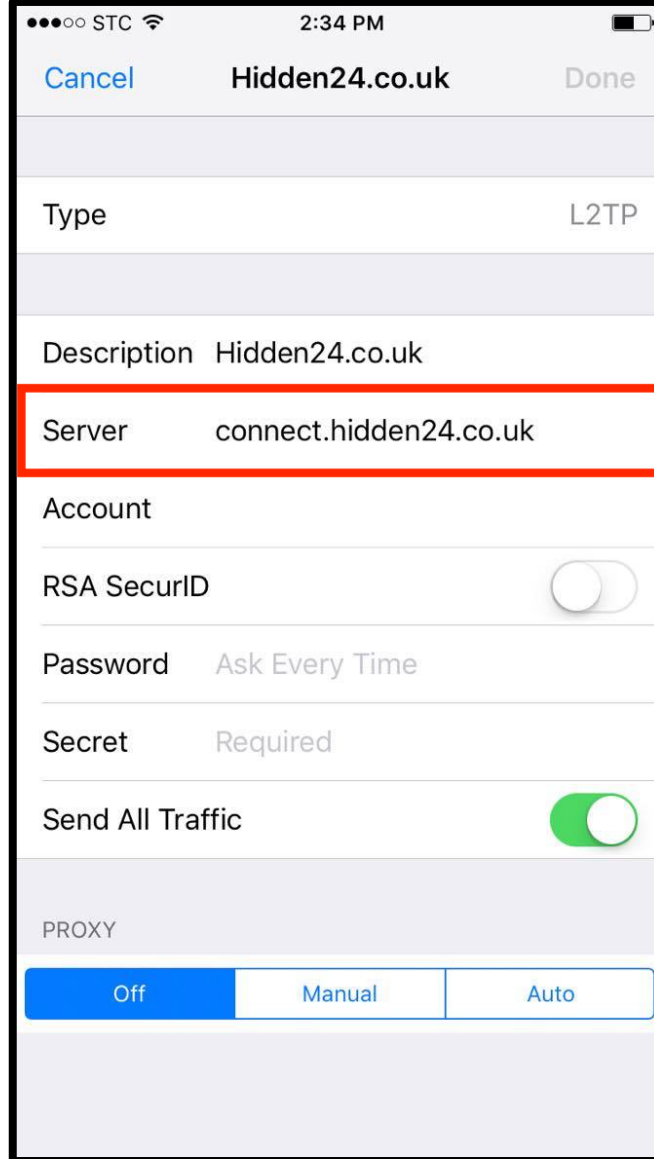 STC 2:34 PM
Cancel Hidden24.co.uk Done
Type L2TP
Description Hidden24.co.uk
Server connect.hidden24.co.uk
Account
RSA SecurID
Password Ask Every Time
Secret Required
Send All Traffic
PROXY
Off Manual Auto